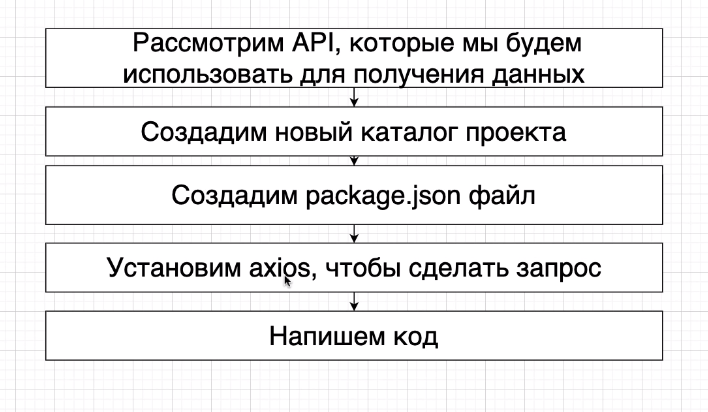 Рассмотрим API, которые мы будем
использовать для получения данных
Создадим новый каталог проекта
Создадим package.json файл
Установим axios, чтобы сделать запрос
Напишем код